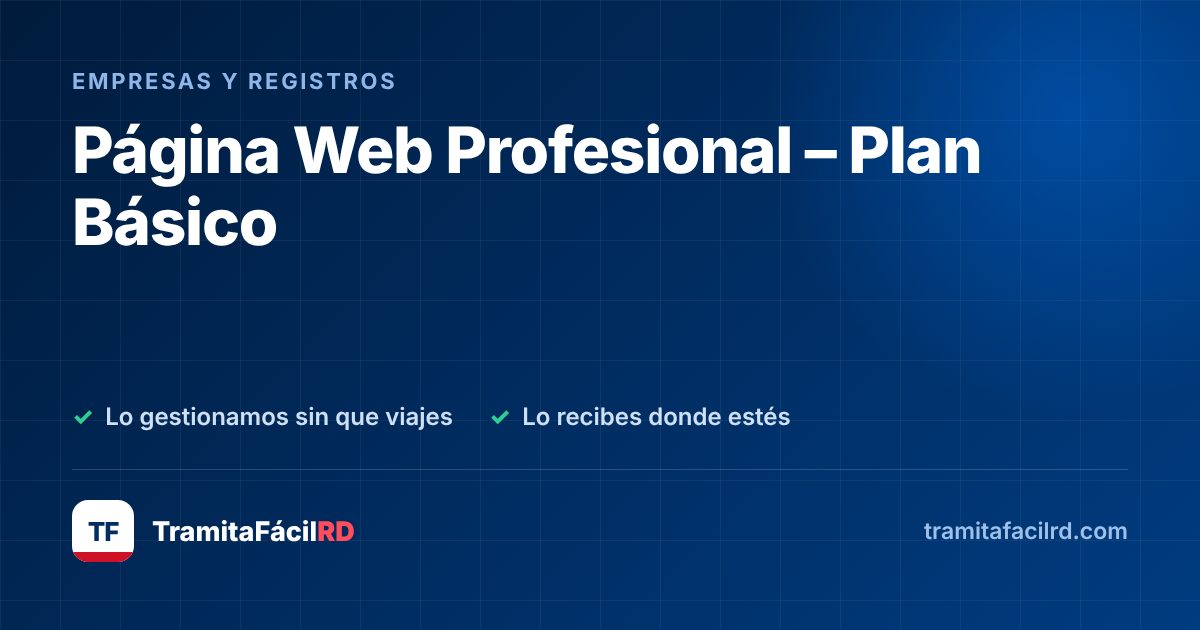 EMPRESAS Y REGISTROS
Página Web Profesional – Plan
Básico
✓ Lo gestionamos sin que viajes ✓ Lo recibes donde estés
TF TramitaFácilRD tramitafacilrd.com